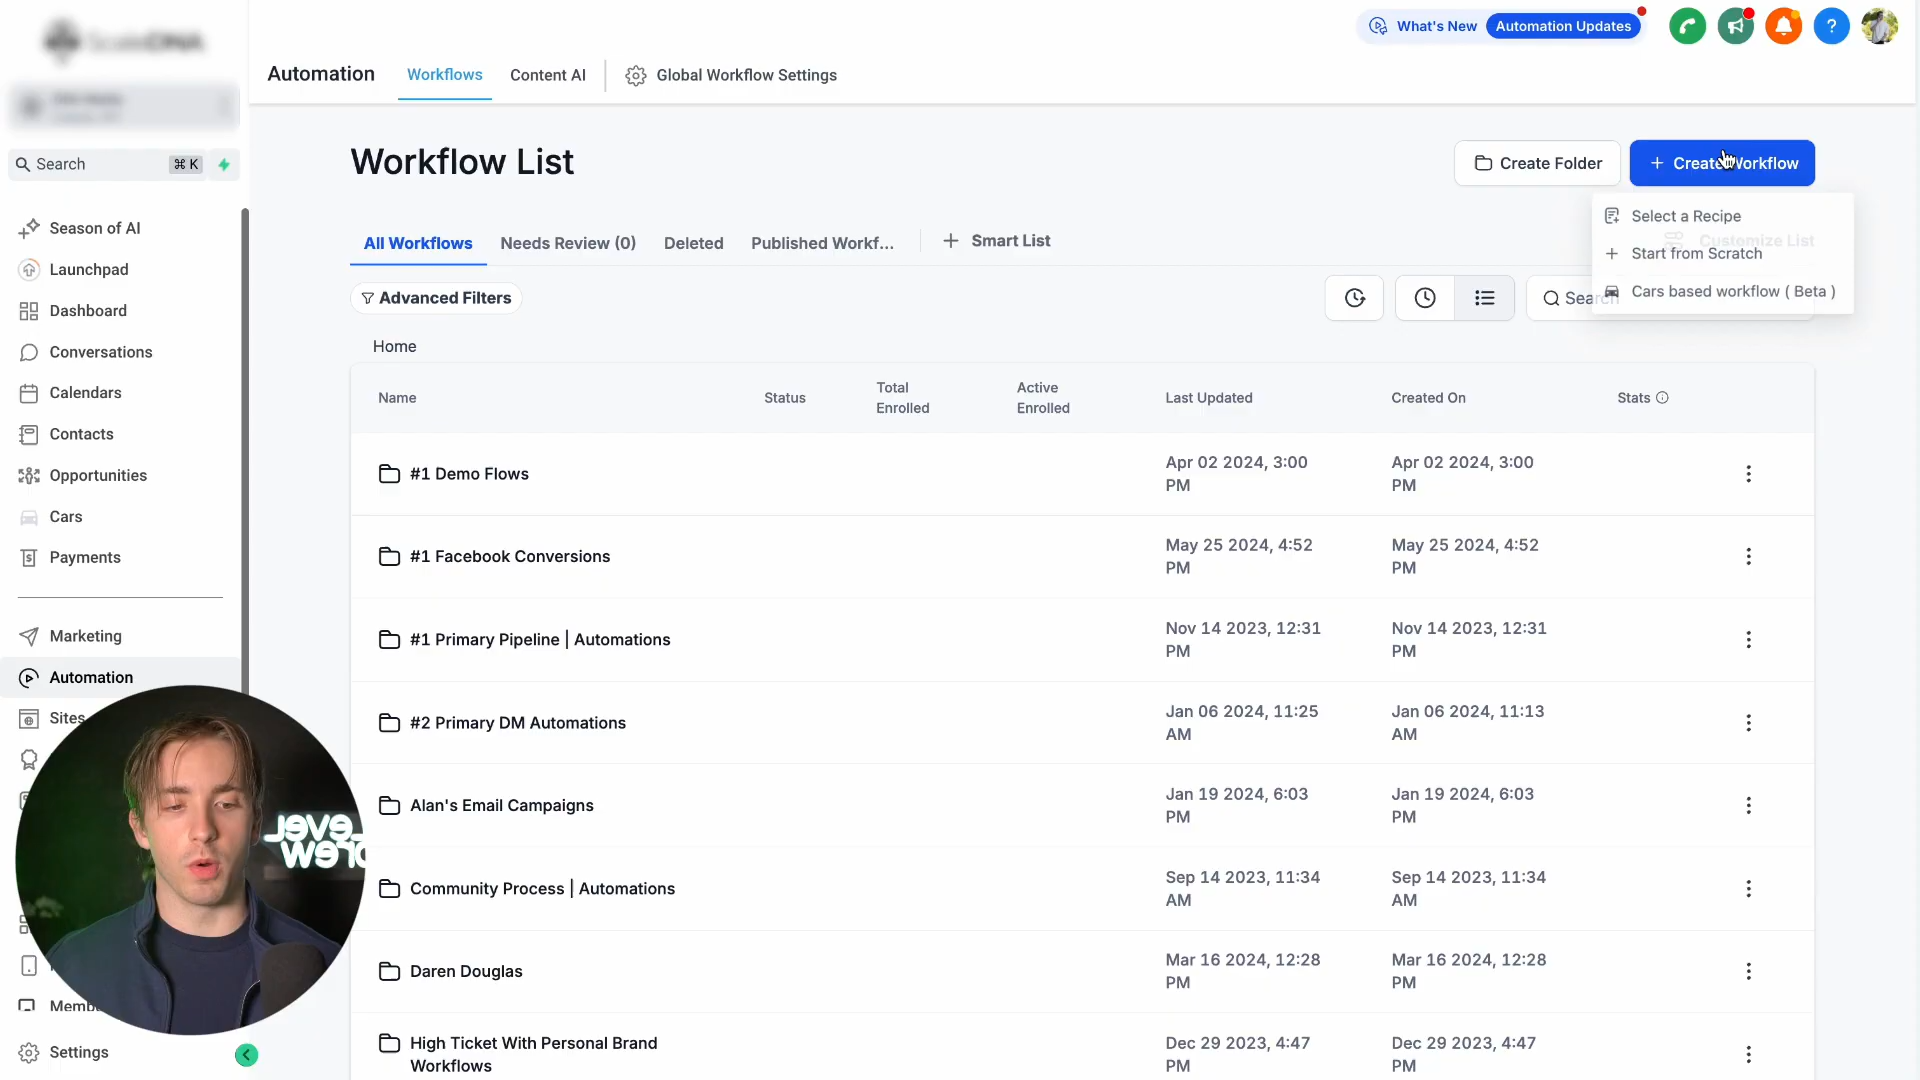 What's New
Automation Updates
Automation
Workflows
Content AI
Global Workflow Settings
Search
⌘ K
Workflow List
Create Folder
+ Create Workflow
Select a Recipe
Customize List
+ Start from Scratch
Cars based workflow ( Beta )
Season of AI
Launchpad
Dashboard
Conversations
Calendars
Contacts
Opportunities
Cars
Payments
Marketing
Automation
Sites
Settings
All Workflows
Needs Review (0)
Deleted
Published Workf...
+ Smart List
Advanced Filters
Home
Name
Status
Total
Enrolled
Active
Enrolled
Last Updated
Created On
Stats
#1 Demo Flows
Apr 02 2024, 3:00
PM
Apr 02 2024, 3:00
PM
#1 Facebook Conversions
May 25 2024, 4:52
PM
May 25 2024, 4:52
PM
#1 Primary Pipeline | Automations
Nov 14 2023, 12:31
PM
Nov 14 2023, 12:31
PM
#2 Primary DM Automations
Jan 06 2024, 11:25
AM
Jan 06 2024, 11:13
AM
Alan's Email Campaigns
Jan 19 2024, 6:03
PM
Jan 19 2024, 6:03
PM
Community Process | Automations
Sep 14 2023, 11:34
AM
Sep 14 2023, 11:34
AM
Daren Douglas
Mar 16 2024, 12:28
PM
Mar 16 2024, 12:28
PM
High Ticket With Personal Brand
Workflows
Dec 29 2023, 4:47
PM
Dec 29 2023, 4:47
PM